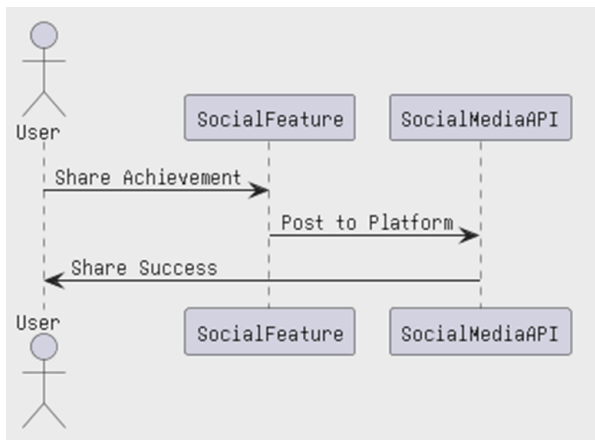 User
SocialFeature
SocialMediaAPI
Share Achievement
Post to Platform
Share Success
User
SocialFeature
SocialMediaAPI